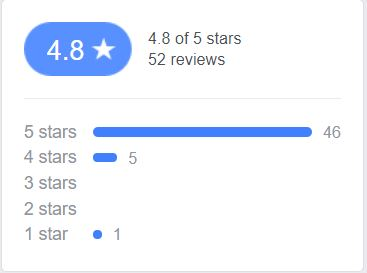 4.8 ★
4.8 of 5 stars
52 reviews
5 stars 46
4 stars 5
3 stars
2 stars
1 star 1